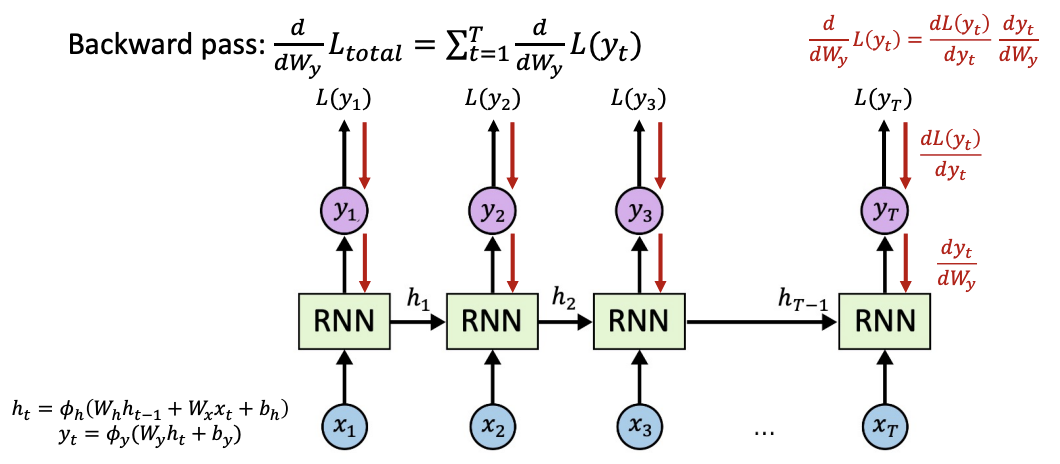 Backward pass: $\frac{d}{dW_y} L_{total} = \sum_{t=1}^{T} \frac{d}{dW_y} L(y_t)$
$\frac{d}{dW_y} L(y_t) = \frac{dL(y_t)}{dy_t} \frac{dy_t}{dW_y}$
$L(y_1)$ $L(y_2)$ $L(y_3)$ $L(y_T)$
$\frac{dL(y_t)}{dy_t}$
$y_1$ $y_2$ $y_3$ $y_T$
$\frac{dy_t}{dW_y}$
$h_1$ $h_2$ $h_{T-1}$
RNN RNN RNN RNN
$h_t = \phi_h(W_h h_{t-1} + W_x x_t + b_h)$
$y_t = \phi_y(W_y h_t + b_y)$
$x_1$ $x_2$ $x_3$ ... $x_T$